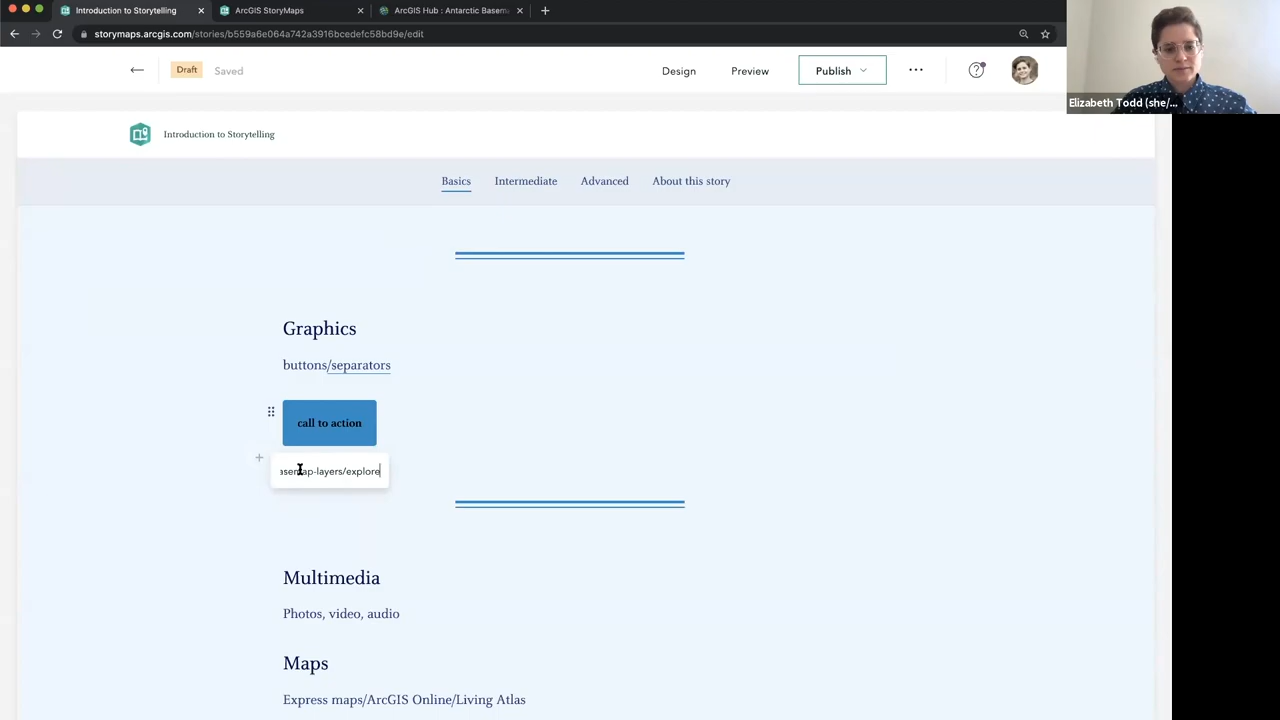 Introduction to Storytelling
ArcGIS StoryMaps
ArcGIS Hub : Antarctic Basem
storymaps.arcgis.com/stories/b559a6e064a742a3916bcedefc58bd9e/edit
Draft
Saved
Design
Preview
Publish
Elizabeth Todd (she/...
Introduction to Storytelling
Basics
Intermediate
Advanced
About this story
Graphics
buttons/separators
call to action
asemap-layers/explore
Multimedia
Photos, video, audio
Maps
Express maps/ArcGIS Online/Living Atlas